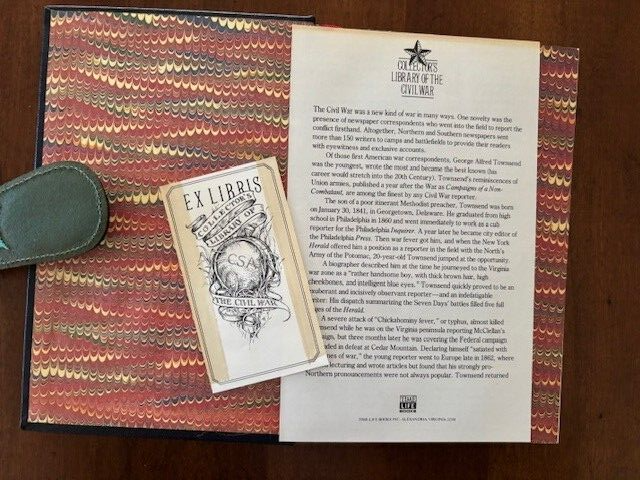 COLLECTOR'S
LIBRARY OF THE
CIVIL WAR
The Civil War was a new kind of war in many ways. One novelty was the
presence of newspaper correspondents who went into the field to report the
conflict firsthand. Altogether, Northern and Southern newspapers sent
more than 150 writers to camps and battlefields to provide their readers
with eyewitness and exclusive accounts.
Of those first American war correspondents, George Alfred Townsend
was the youngest, wrote the most and became the best known (his
career would stretch into the 20th Century). Townsend's reminiscences of
Union armies, published a year after the War as Campaigns of a Non-
Combatant, are among the finest by any Civil War reporter.
The son of a poor itinerant Methodist preacher, Townsend was born
on January 30, 1841, in Georgetown, Delaware. He graduated from high
school in Philadelphia in 1860 and went immediately to work as a cub
reporter for the Philadelphia Inquirer. A year later he became city editor of
the Philadelphia Press. Then war fever got him, and when the New York
Herald offered him a position as a reporter in the field with the North's
Army of the Potomac, 20-year-old Townsend jumped at the opportunity.
A biographer described him at the time he journeyed to the Virginia
war zone as a "rather handsome boy, with thick brown hair, high
cheekbones, and intelligent blue eyes." Townsend quickly proved to be an
exuberant and incisively observant reporter—and an indefatigable
writer: His dispatch summarizing the Seven Days' battles filled five full
of the Herald.
A severe attack of "Chickahominy fever," or typhus, almost killed
nsend while he was on the Virginia peninsula reporting McClellan's
ign, but three months later he was covering the Federal campaign
nded in defeat at Cedar Mountain. Declaring himself "satiated with
of war," the young reporter went to Europe late in 1862, where
lecturing and wrote articles but found that his strongly pro-
Northern pronouncements were not always popular. Townsend returned
TIME
LIFE
BOOKS
TIME-LIFE BOOKS INC. ALEXANDRIA, VIRGINIA
EX LIBRIS
COLLECTOR'S
LIBRARY OF
CSA
THE CIVIL WAR